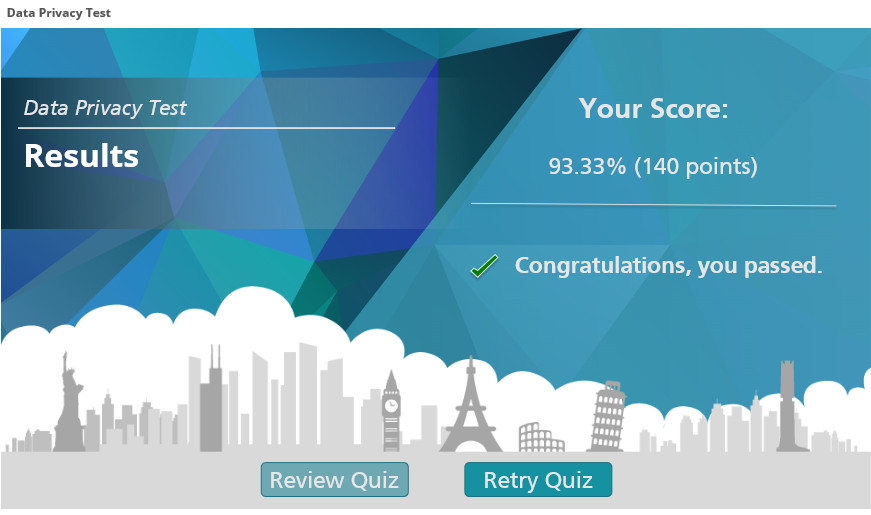 Data Privacy Test
Data Privacy Test
Results
Your Score:
93.33% (140 points)
Congratulations, you passed.
Review Quiz
Retry Quiz